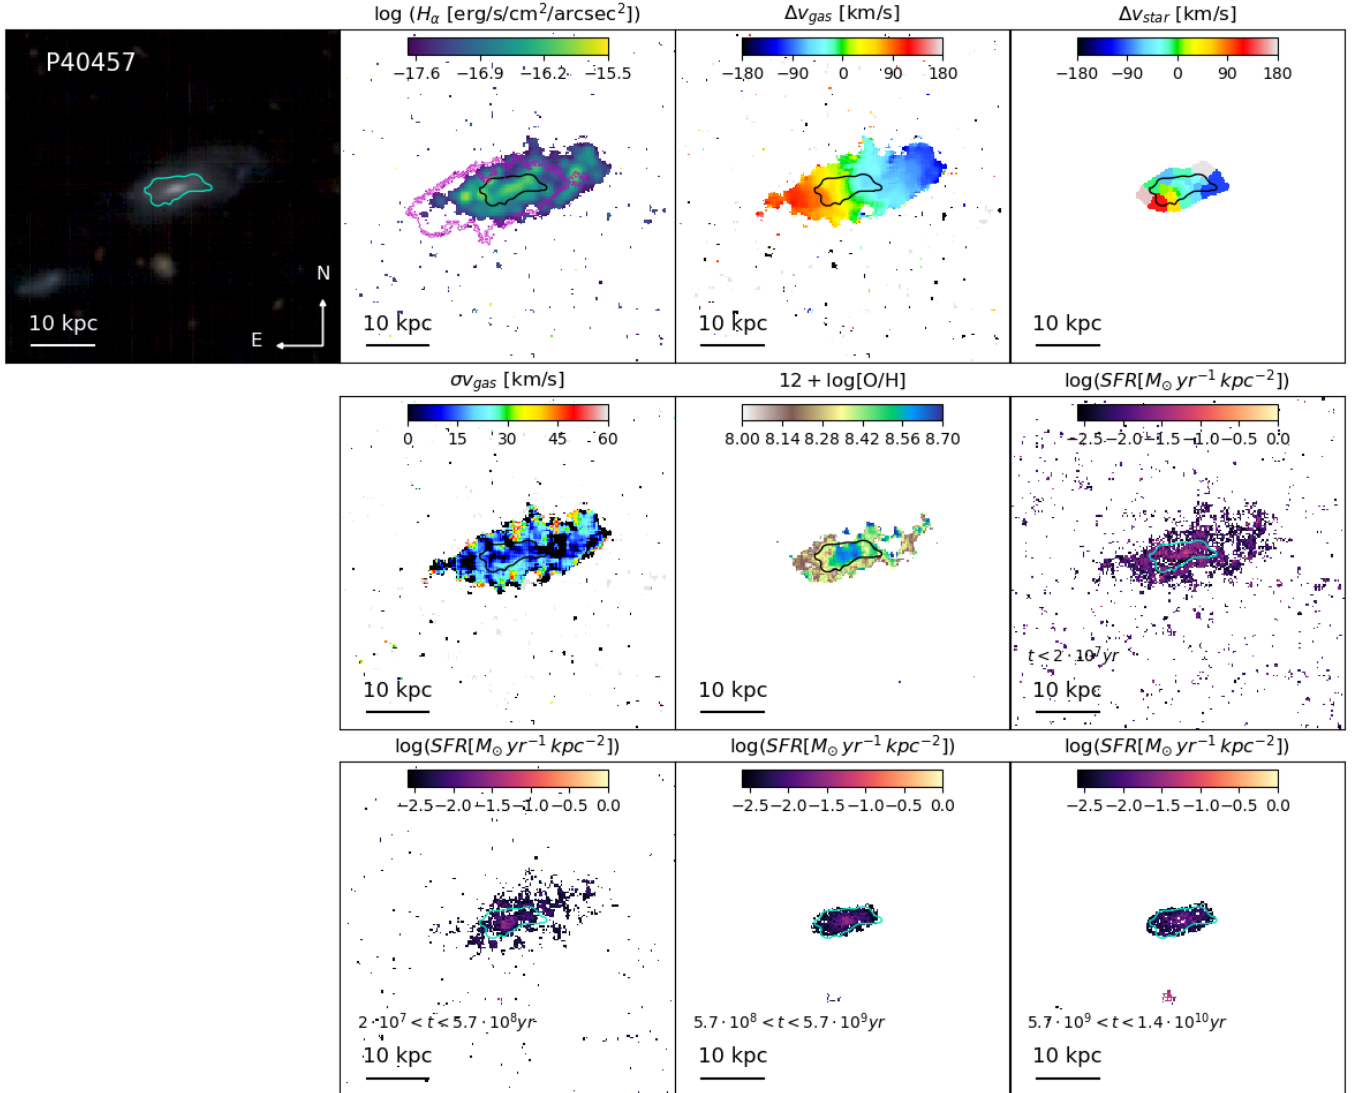 log (Hα [erg/s/cm²/arcsec²])
Δv_gas [km/s]
Δv_star [km/s]
P40457
−17.6 −16.9 −16.2 −15.5
−180 −90 0 90 180
−180 −90 0 90 180
N
E
10 kpc
10 kpc
10 kpc
10 kpc
σv_gas [km/s]
12 + log[O/H]
log(SFR[M⊙ yr⁻¹ kpc⁻²])
0 15 30 45 60
8.00 8.14 8.28 8.42 8.56 8.70
−2.5 −2.0 −1.5 −1.0 −0.5 0.0
t < 2 · 10⁷yr
10 kpc
10 kpc
10 kpc
log(SFR[M⊙ yr⁻¹ kpc⁻²])
log(SFR[M⊙ yr⁻¹ kpc⁻²])
log(SFR[M⊙ yr⁻¹ kpc⁻²])
−2.5 −2.0 −1.5 −1.0 −0.5 0.0
−2.5 −2.0 −1.5 −1.0 −0.5 0.0
−2.5 −2.0 −1.5 −1.0 −0.5 0.0
2 · 10⁷ < t < 5.7 · 10⁸yr
5.7 · 10⁸ < t < 5.7 · 10⁹yr
5.7 · 10⁹ < t < 1.4 · 10¹⁰yr
10 kpc
10 kpc
10 kpc